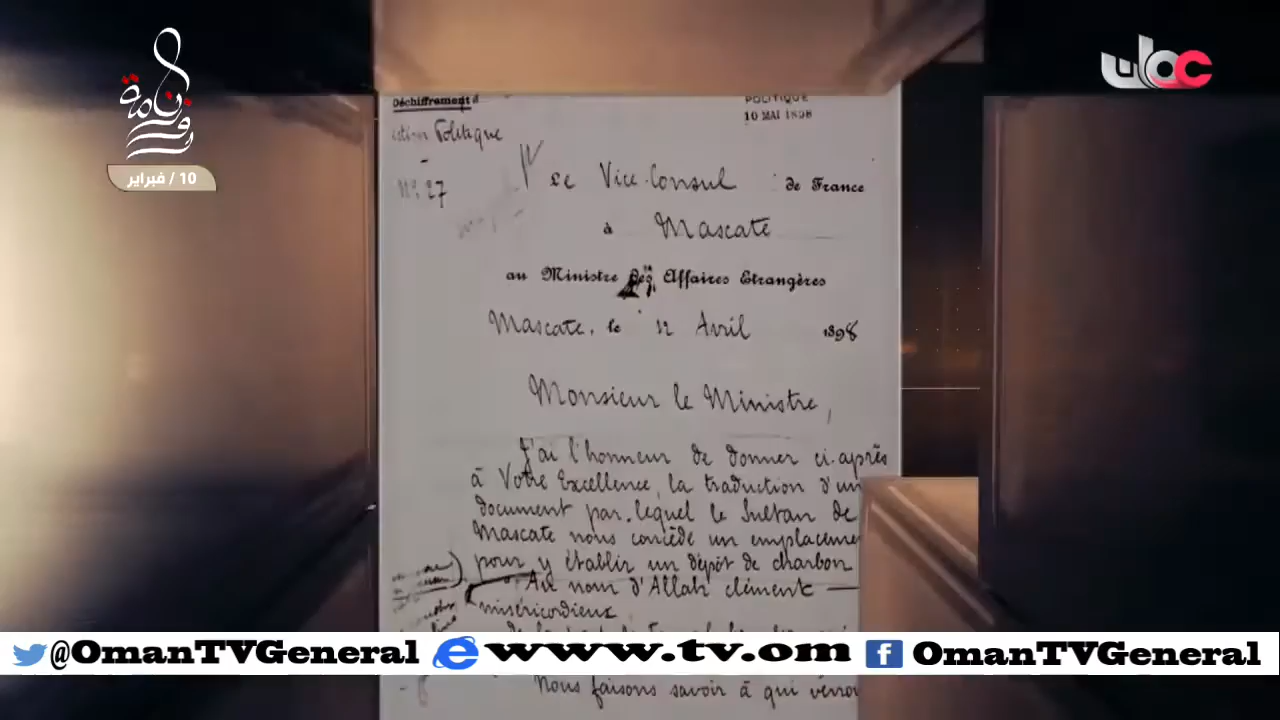 رزنامة
10 / فبراير
عمان
Déchiffrement
POLITIQUE
10 MAI 1898
Politique
N° 27
Le Vice-Consul de France
à Mascate
au Ministre des Affaires Etrangères
Mascate, le 12 Avril 1898
Monsieur le Ministre,
J'ai l'honneur de donner ci-après
à Votre Excellence, la traduction d'un
document par lequel le Sultan de
Mascate nous concède un emplaceme
pour y établir un dépôt de charbon
"Au nom d'Allah clément
miséricordieux
@OmanTVGeneral www.tv.om OmanTVGeneral
Nous faisons savoir à qui verra